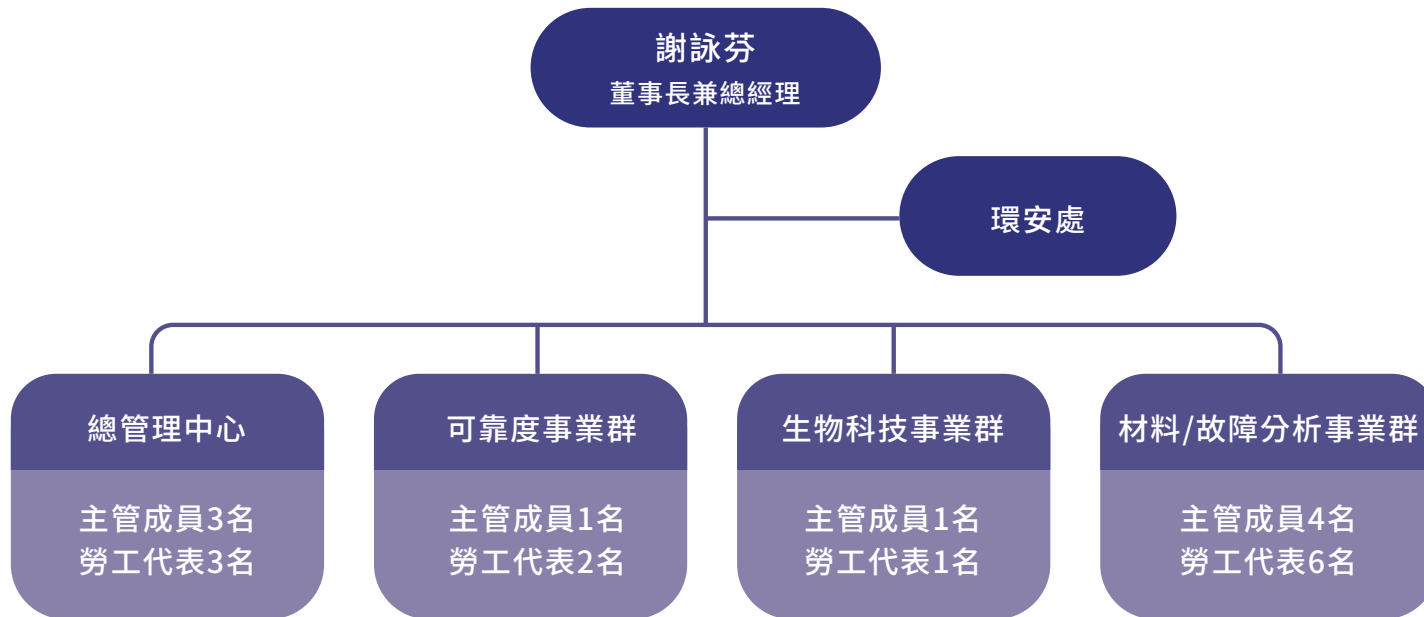 謝詠芬
董事長兼總經理
環安處
總管理中心
主管成員3名
勞工代表3名
可靠度事業群
主管成員1名
勞工代表2名
生物科技事業群
主管成員1名
勞工代表1名
材料/故障分析事業群
主管成員4名
勞工代表6名